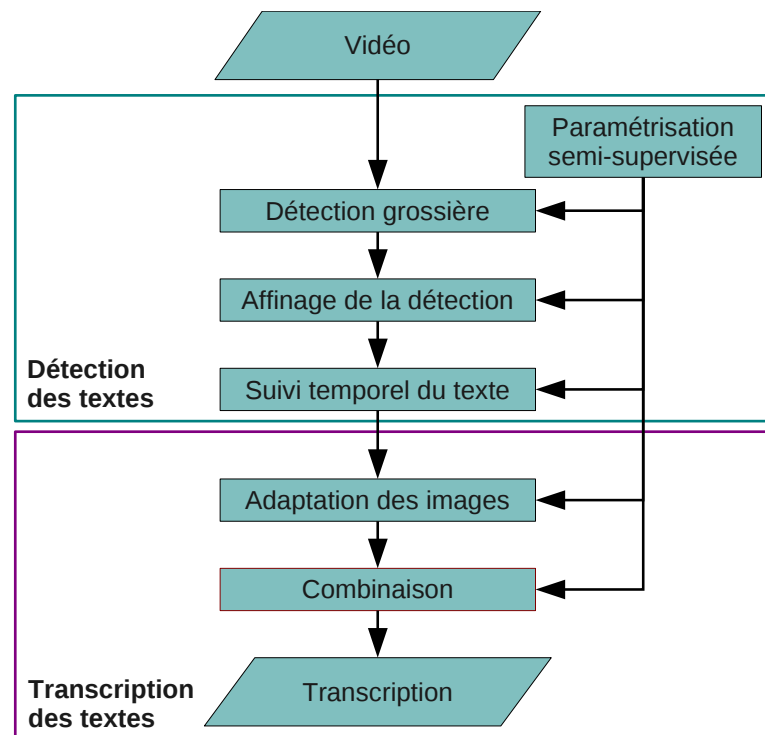 Vidéo
Paramétrisation
semi-supervisée
Détection grossière
Affinage de la détection
Détection
des textes
Suivi temporel du texte
Adaptation des images
Combinaison
Transcription
des textes
Transcription